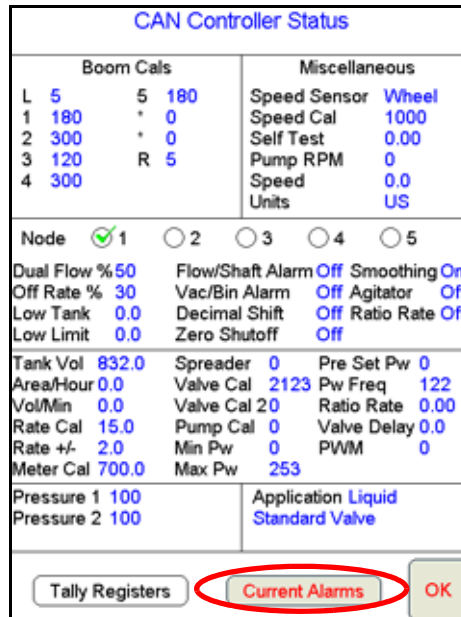 CAN Controller Status
Boom Cals
L 5 5 180
1 180 * 0
2 300 * 0
3 120 R 5
4 300
Miscellaneous
Speed Sensor Wheel
Speed Cal 1000
Self Test 0.00
Pump RPM 0
Speed 0.0
Units US
Node 1 2 3 4 5
Dual Flow % 50 Flow/Shaft Alarm Off Smoothing On
Off Rate % 30 Vac/Bin Alarm Off Agitator Of
Low Tank 0.0 Decimal Shift Off Ratio Rate Of
Low Limit 0.0 Zero Shutoff Off
Tank Vol 832.0 Spreader 0 Pre Set Pw 0
Area/Hour 0.0 Valve Cal 2123 Pw Freq 122
Vol/Min 0.0 Valve Cal 2 0 Ratio Rate 0.00
Rate Cal 15.0 Pump Cal 0 Valve Delay 0.0
Rate +/- 2.0 Min Pw 0 PWM 0
Meter Cal 700.0 Max Pw 253
Pressure 1 100 Application Liquid
Pressure 2 100 Standard Valve
Tally Registers Current Alarms OK